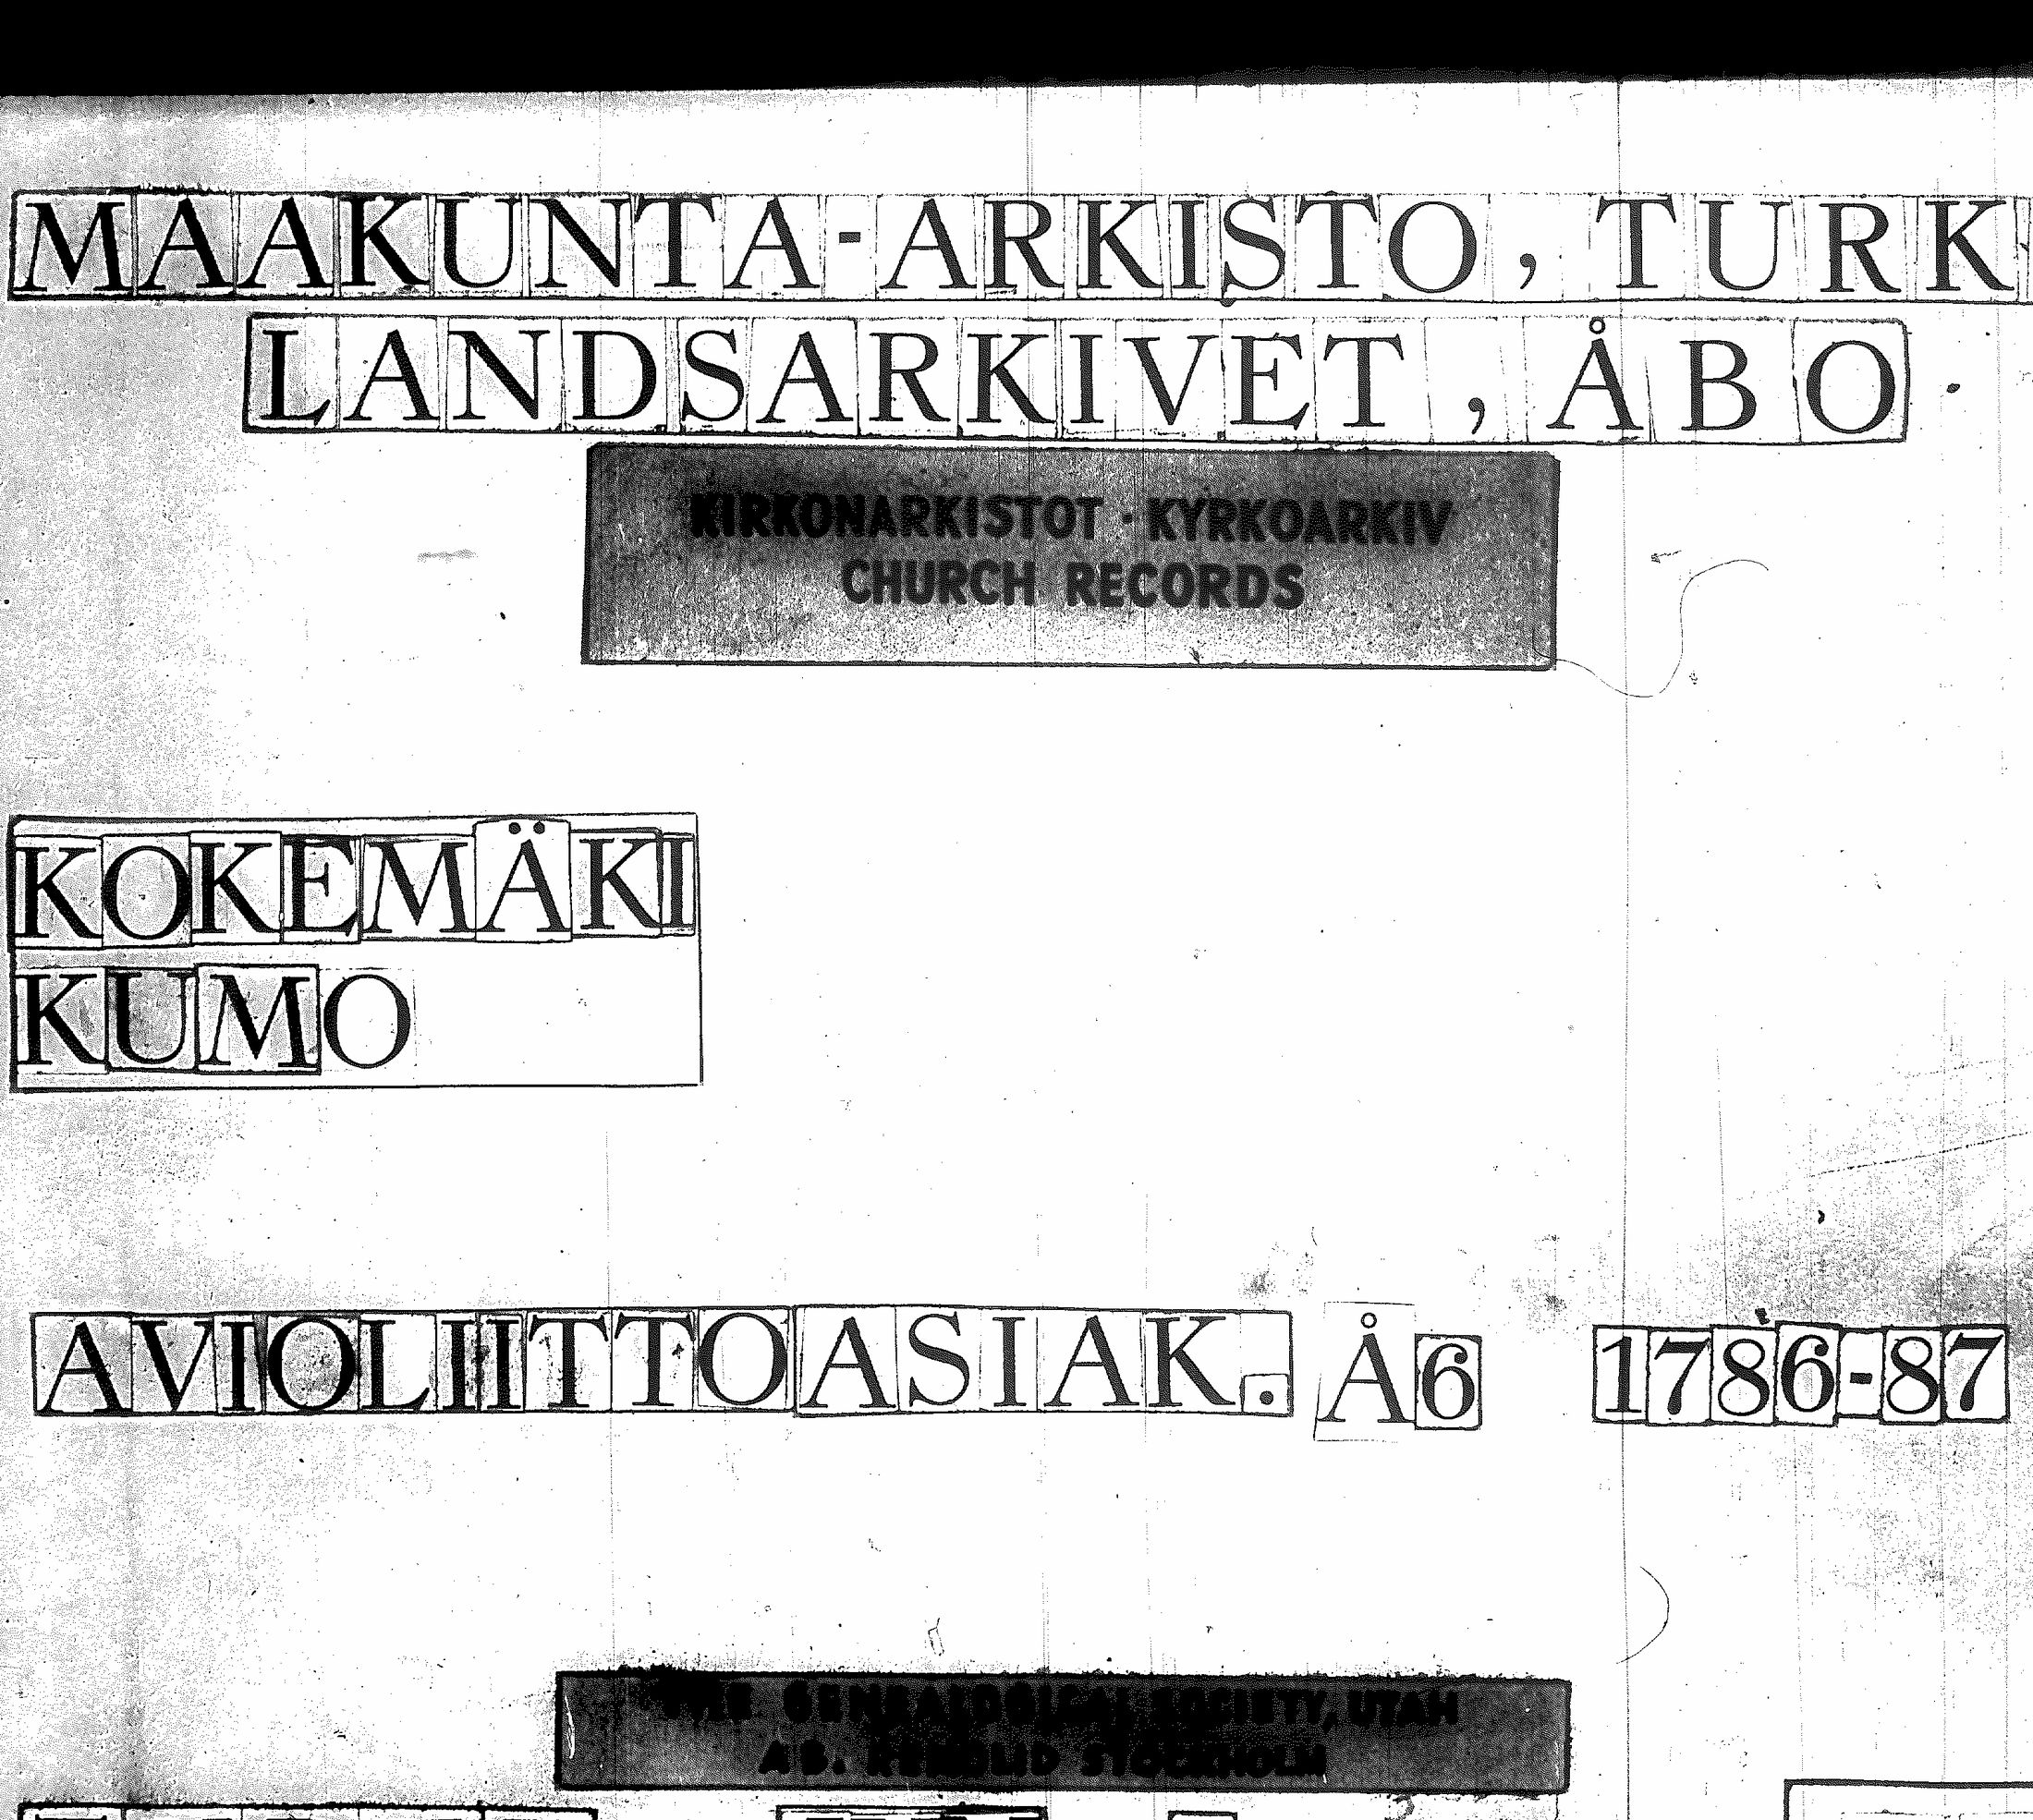 MAAKUNTA-ARKISTO, TURK
LANDSARKIVET, ÅBO.
KIRKONARKISTOT · KYRKOARKIV
CHURCH RECORDS
KOKEMÄKI
KUMO
AVIOLIITTOASIAK. Å6 1786-87
THE GENEALOGICAL SOCIETY, UTAH
AB. REKOLID STOCKHOLM